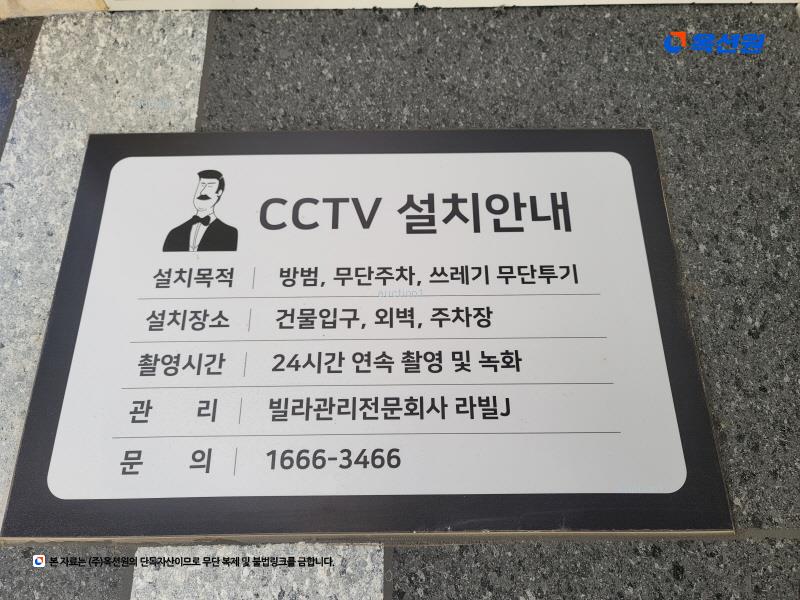 옥션원
CCTV 설치안내
설치목적 | 방범, 무단주차, 쓰레기 무단투기
auction1
설치장소 | 건물입구, 외벽, 주차장
촬영시간 | 24시간 연속 촬영 및 녹화
관 리 | 빌라관리전문회사 라빌J
문 의 | 1666-3466
본 자료는 (주)옥션원의 단독자산이므로 무단 복제 및 불법링크를 금합니다.